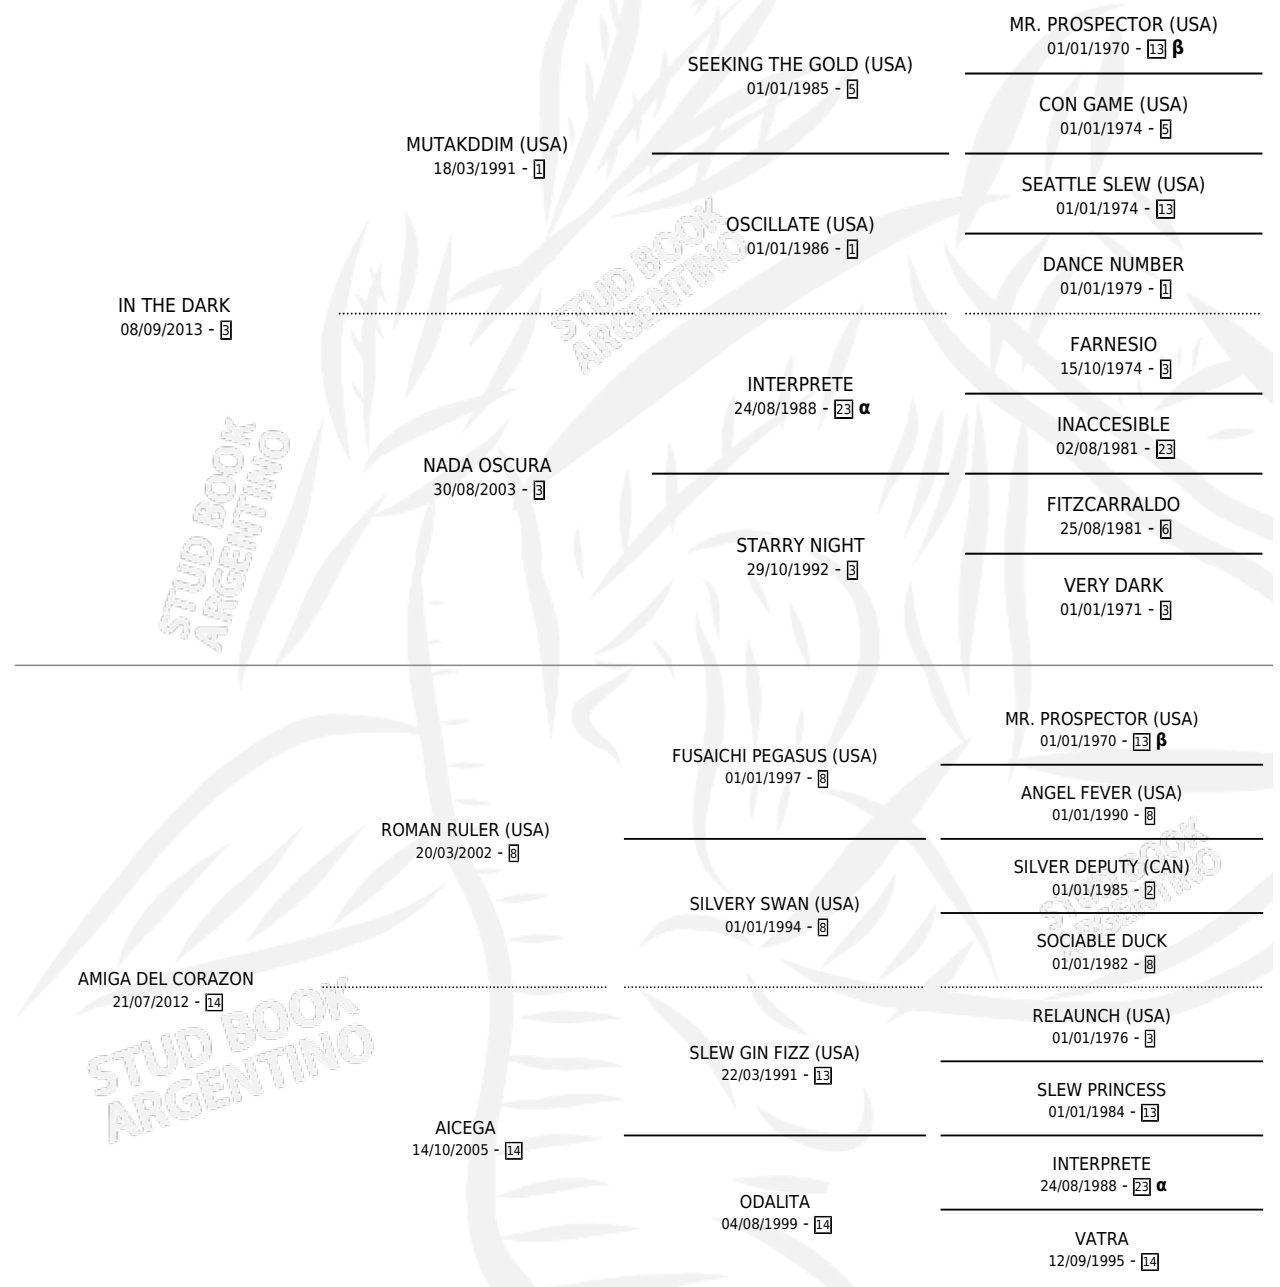 MR. PROSPECTOR (USA)
01/01/1970 - 13 β
SEEKING THE GOLD (USA)
01/01/1985 - 5
CON GAME (USA)
01/01/1974 - 5
MUTAKDDIM (USA)
18/03/1991 - 1
SEATTLE SLEW (USA)
01/01/1974 - 13
OSCILLATE (USA)
01/01/1986 - 1
DANCE NUMBER
01/01/1979 - 1
IN THE DARK
08/09/2013 - 3
FARNESIO
15/10/1974 - 3
INTERPRETE
24/08/1988 - 23 α
INACCESIBLE
02/08/1981 - 23
NADA OSCURA
30/08/2003 - 3
FITZCARRALDO
25/08/1981 - 6
STARRY NIGHT
29/10/1992 - 3
VERY DARK
01/01/1971 - 3
STUD BOOK
ARGENTINO
STUD BOOK
ARGENTINO
MR. PROSPECTOR (USA)
01/01/1970 - 13 β
FUSAICHI PEGASUS (USA)
01/01/1997 - 8
ANGEL FEVER (USA)
01/01/1990 - 8
ROMAN RULER (USA)
20/03/2002 - 8
SILVER DEPUTY (CAN)
01/01/1985 - 2
SILVERY SWAN (USA)
01/01/1994 - 8
SOCIABLE DUCK
01/01/1982 - 8
AMIGA DEL CORAZON
21/07/2012 - 14
RELAUNCH (USA)
01/01/1976 - 3
SLEW GIN FIZZ (USA)
22/03/1991 - 13
SLEW PRINCESS
01/01/1984 - 13
AICEGA
14/10/2005 - 14
INTERPRETE
24/08/1988 - 23 α
ODALITA
04/08/1999 - 14
VATRA
12/09/1995 - 14
STUD BOOK
ARGENTINO
STUD BOOK
ARGENTINO